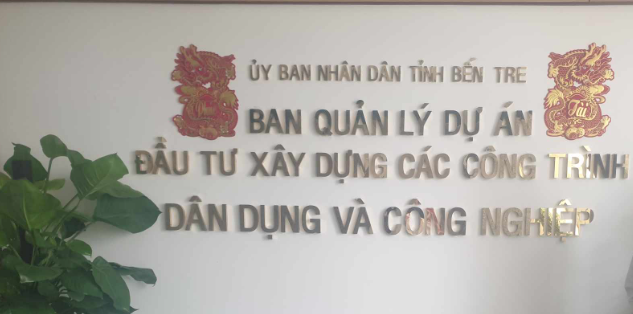 ỦY BAN NHÂN DÂN TỈNH BẾN TRE
BAN QUẢN LÝ DỰ ÁN
ĐẦU TƯ XÂY DỰNG CÁC CÔNG TRÌNH
DÂN DỤNG VÀ CÔNG NGHIỆP
Tài